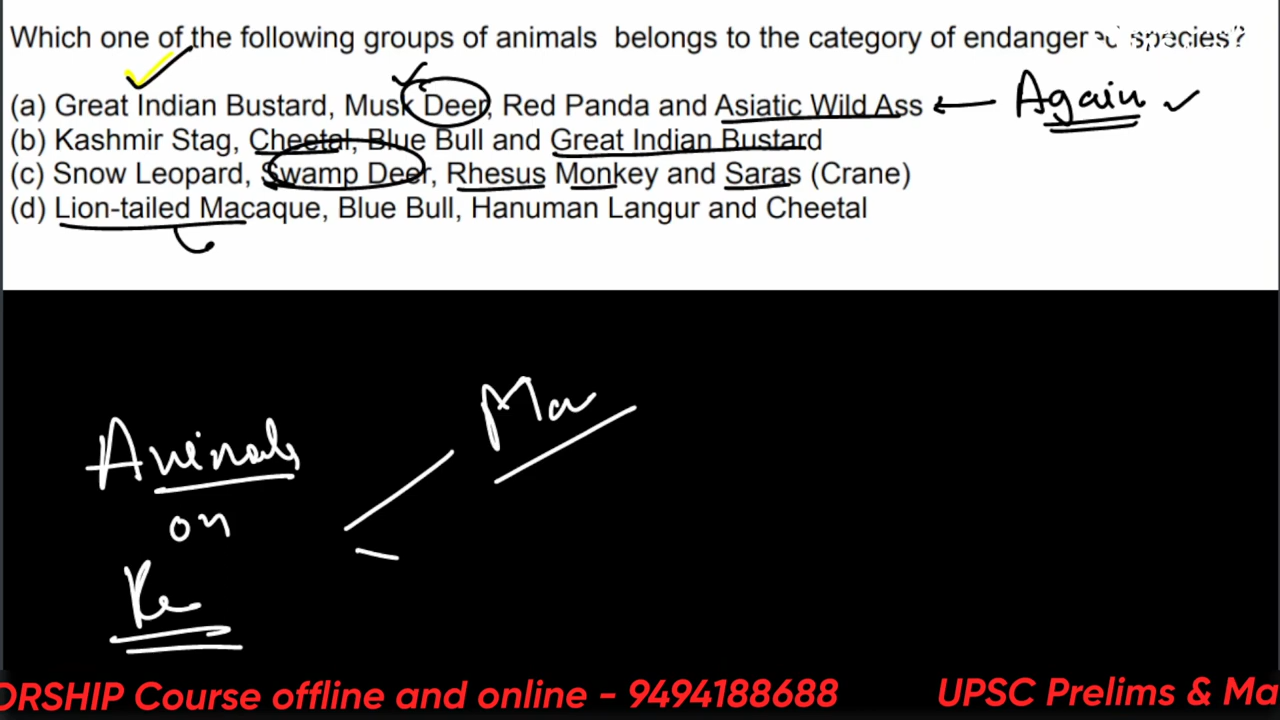 Which one of the following groups of animals belongs to the category of endangered species?
(a) Great Indian Bustard, Musk Deer, Red Panda and Asiatic Wild Ass Again
(b) Kashmir Stag, Cheetal, Blue Bull and Great Indian Bustard
(c) Snow Leopard, Swamp Deer, Rhesus Monkey and Saras (Crane)
(d) Lion-tailed Macaque, Blue Bull, Hanuman Langur and Cheetal
Ma
Animals
on
Re
ORSHIP Course offline and online - 9494188688 UPSC Prelims & Ma